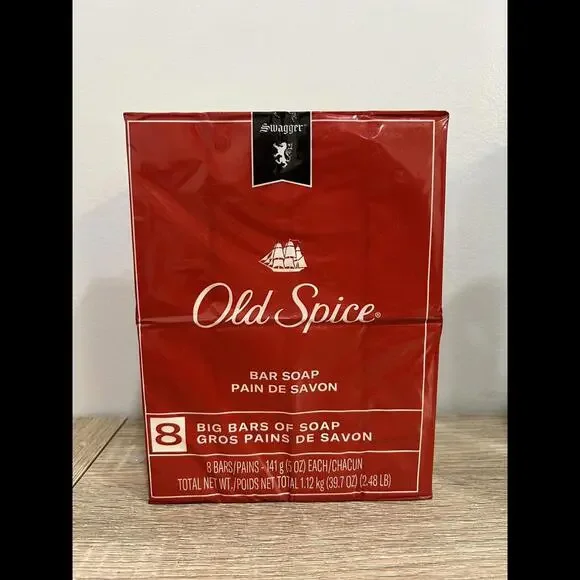 Swagger
Old Spice®
BAR SOAP
PAIN DE SAVON
8
BIG BARS OF SOAP
GROS PAINS DE SAVON
8 BARS/PAINS - 141 g (5 OZ) EACH/CHACUN
TOTAL NET WT./POIDS NET TOTAL 1.12 kg (39.7 OZ) (2.48 LB)